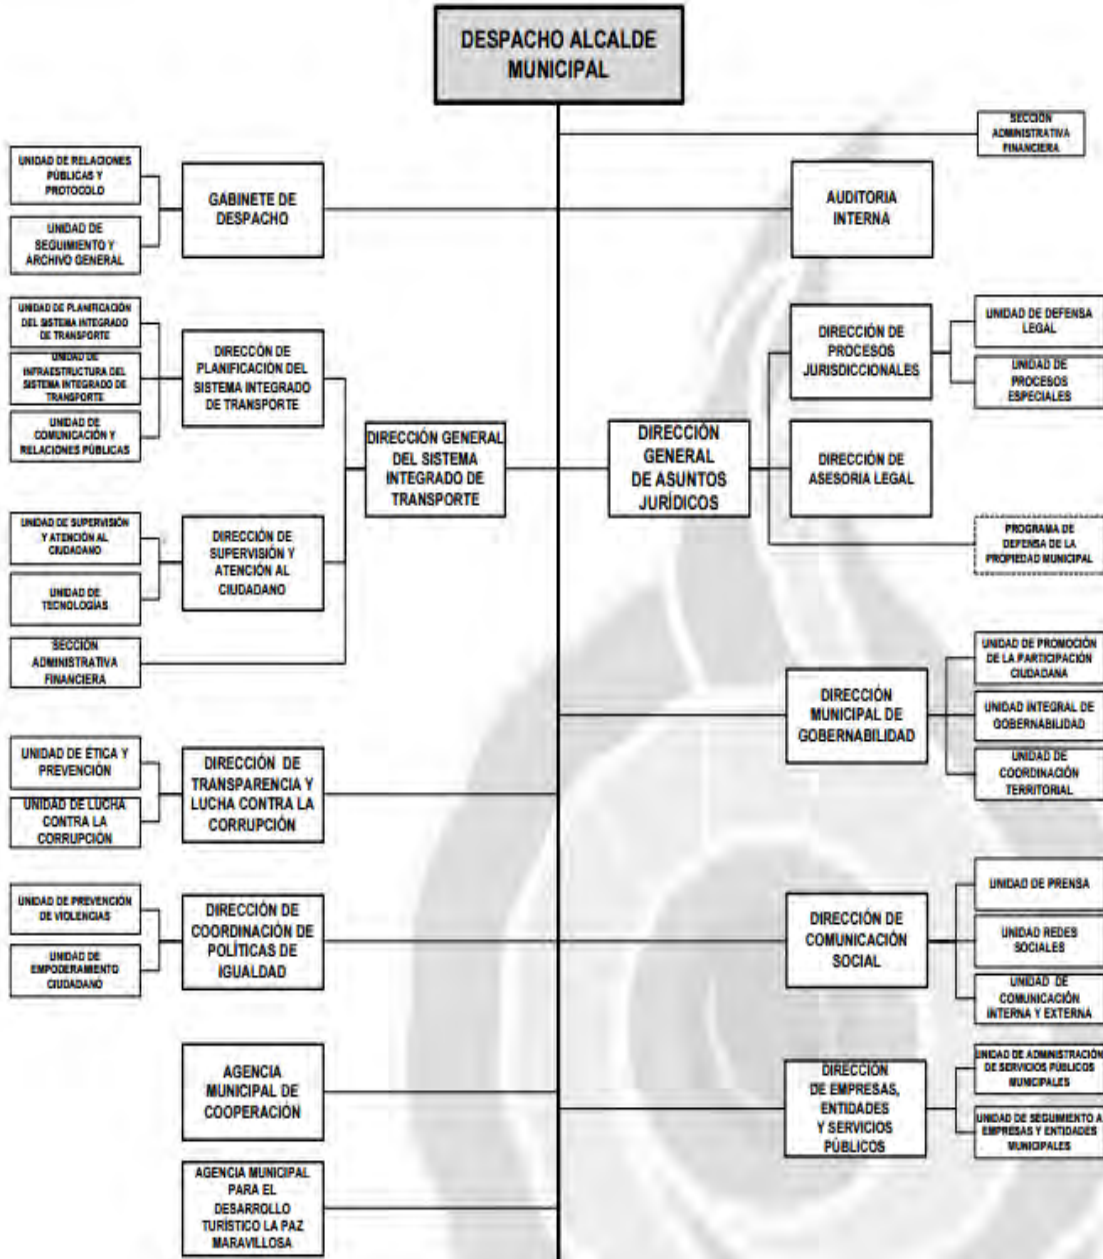 DESPACHO ALCALDE
MUNICIPAL
SECCIÓN
ADMINISTRATIVA
FINANCIERA
UNIDAD DE RELACIONES
PÚBLICAS Y
PROTOCOLO
UNIDAD DE
SEGUIMIENTO Y
ARCHIVO GENERAL
GABINETE DE
DESPACHO
AUDITORIA
INTERNA
UNIDAD DE PLANIFICACIÓN
DEL SISTEMA INTEGRADO
DE TRANSPORTE
UNIDAD DE
INFRAESTRUCTURA DEL
SISTEMA INTEGRADO DE
TRANSPORTE
UNIDAD DE
COMUNICACIÓN Y
RELACIONES PÚBLICAS
DIRECCÓN DE
PLANIFICACIÓN DEL
SISTEMA INTEGRADO
DE TRANSPORTE
DIRECCIÓN GENERAL
DEL SISTEMA
INTEGRADO DE
TRANSPORTE
DIRECCIÓN
GENERAL
DE ASUNTOS
JURÍDICOS
DIRECCIÓN DE
PROCESOS
JURISDICCIONALES
UNIDAD DE DEFENSA
LEGAL
UNIDAD DE
PROCESOS
ESPECIALES
DIRECCIÓN DE
ASESORIA LEGAL
PROGRAMA DE
DEFENSA DE LA
PROPIEDAD MUNICIPAL
UNIDAD DE SUPERVISIÓN
Y ATENCIÓN AL
CIUDADANO
UNIDAD DE
TECNOLOGÍAS
DIRECCIÓN DE
SUPERVISIÓN Y
ATENCIÓN AL
CIUDADANO
SECCIÓN
ADMINISTRATIVA
FINANCIERA
DIRECCIÓN
MUNICIPAL DE
GOBERNABILIDAD
UNIDAD DE PROMOCIÓN
DE LA PARTICIPACIÓN
CIUDADANA
UNIDAD INTEGRAL DE
GOBERNABILIDAD
UNIDAD DE
COORDINACIÓN
TERRITORIAL
UNIDAD DE ÉTICA Y
PREVENCIÓN
UNIDAD DE LUCHA
CONTRA LA
CORRUPCIÓN
DIRECCIÓN DE
TRANSPARENCIA Y
LUCHA CONTRA LA
CORRUPCIÓN
UNIDAD DE PREVENCIÓN
DE VIOLENCIAS
UNIDAD DE
EMPODERAMIENTO
CIUDADANO
DIRECCIÓN DE
COORDINACIÓN DE
POLÍTICAS DE
IGUALDAD
DIRECCIÓN DE
COMUNICACIÓN
SOCIAL
UNIDAD DE PRENSA
UNIDAD REDES
SOCIALES
UNIDAD DE
COMUNICACIÓN
INTERNA Y EXTERNA
AGENCIA
MUNICIPAL DE
COOPERACIÓN
DIRECCIÓN
DE EMPRESAS,
ENTIDADES
Y SERVICIOS
PÚBLICOS
UNIDAD DE ADMINISTRACIÓN
DE SERVICIOS PÚBLICOS
MUNICIPALES
UNIDAD DE SEGUIMIENTO A
EMPRESAS Y ENTIDADES
MUNICIPALES
AGENCIA MUNICIPAL
PARA EL
DESARROLLO
TURÍSTICO LA PAZ
MARAVILLOSA